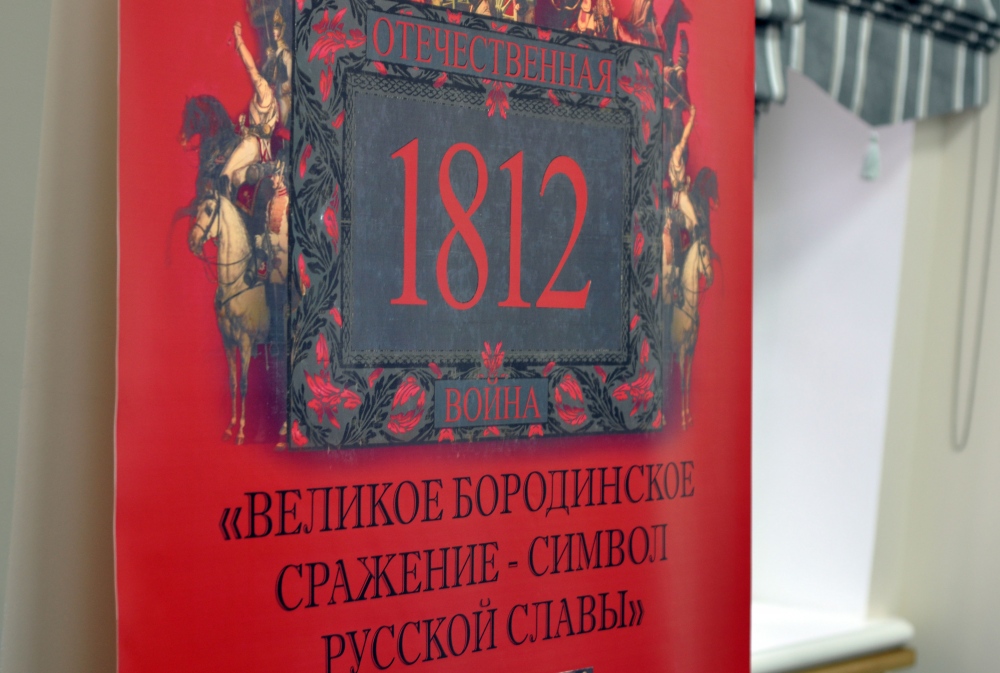 ОТЕЧЕСТВЕННАЯ
1812
ВОЙНА
«ВЕЛИКОЕ БОРОДИНСКОЕ
СРАЖЕНИЕ - СИМВОЛ
РУССКОЙ СЛАВЫ»